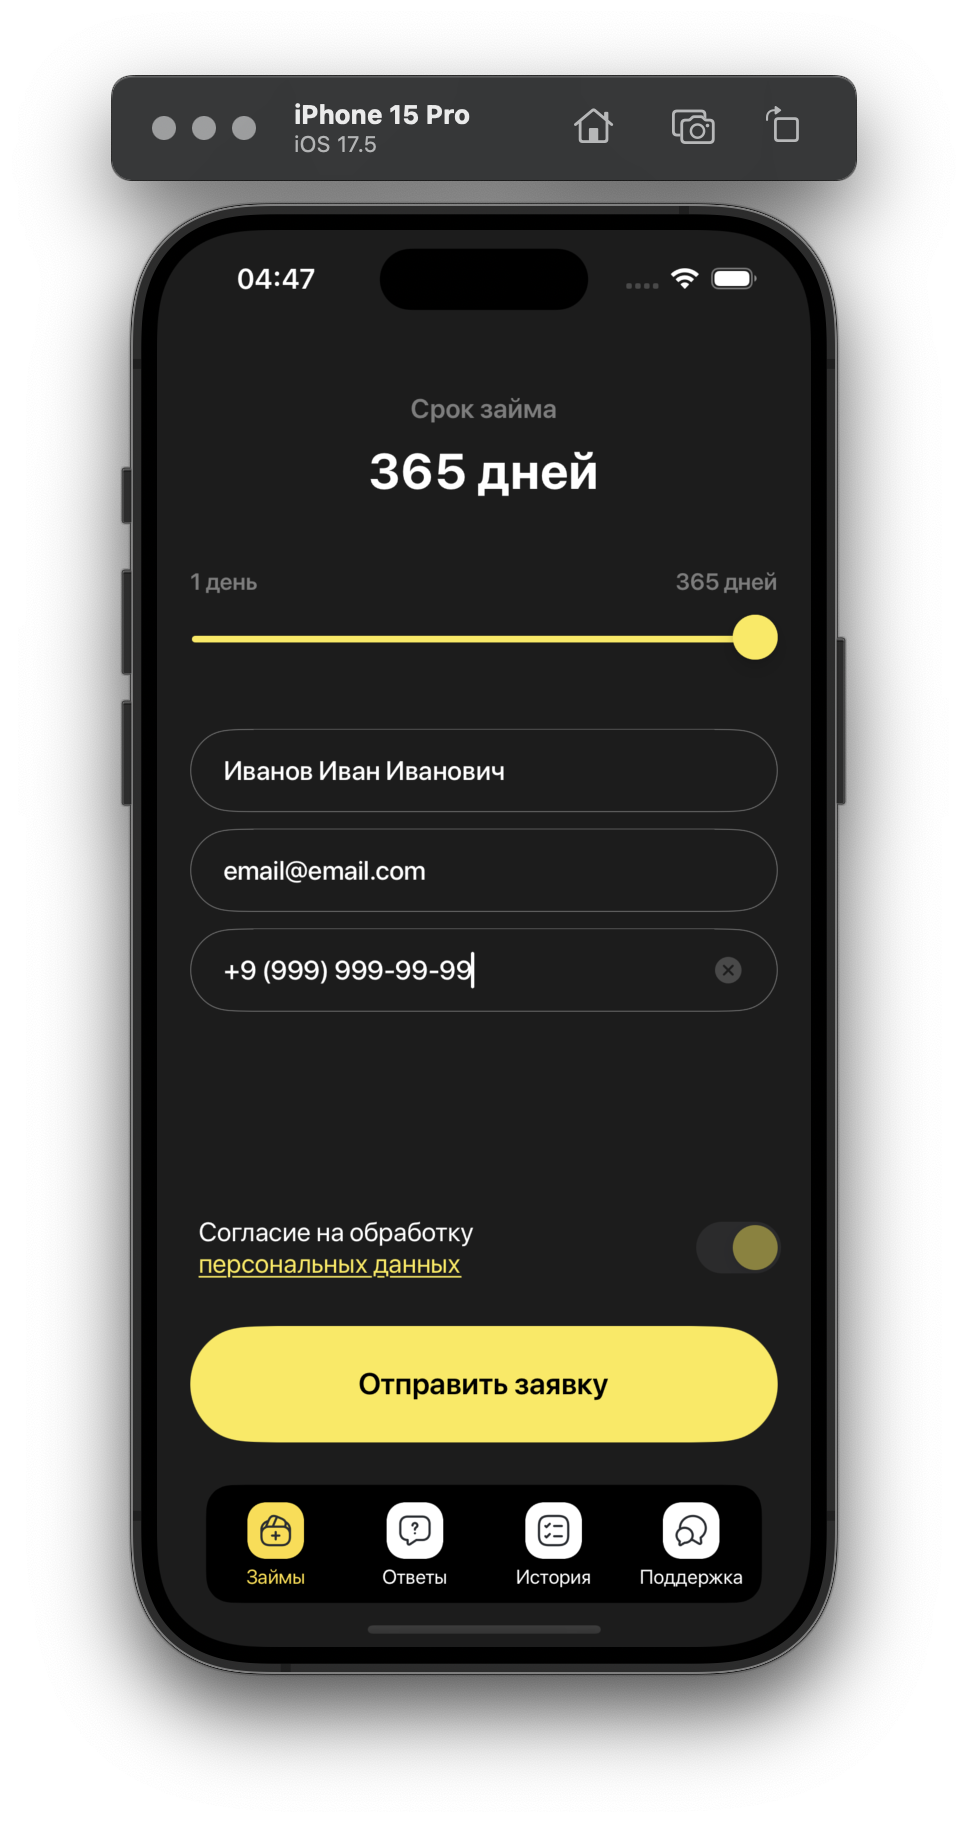 iPhone 15 Pro
iOS 17.5
04:47
Срок займа
365 дней
1 день
365 дней
Иванов Иван Иванович
email@email.com
+9 (999) 999-99-99
Согласие на обработку
персональных данных
Отправить заявку
Займы
Ответы
История
Поддержка